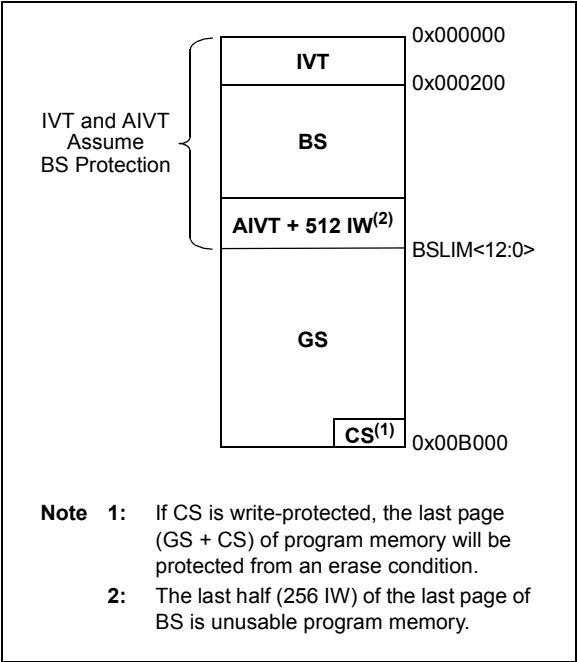 0x000000
IVT
0x000200
IVT and AIVT
Assume
BS Protection
BS
AIVT + 512 IW(2)
BSLIM<12:0>
GS
CS(1)
0x00B000
Note 1: If CS is write-protected, the last page
(GS + CS) of program memory will be
protected from an erase condition.
2: The last half (256 IW) of the last page of
BS is unusable program memory.